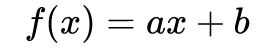 f(x) = ax + b